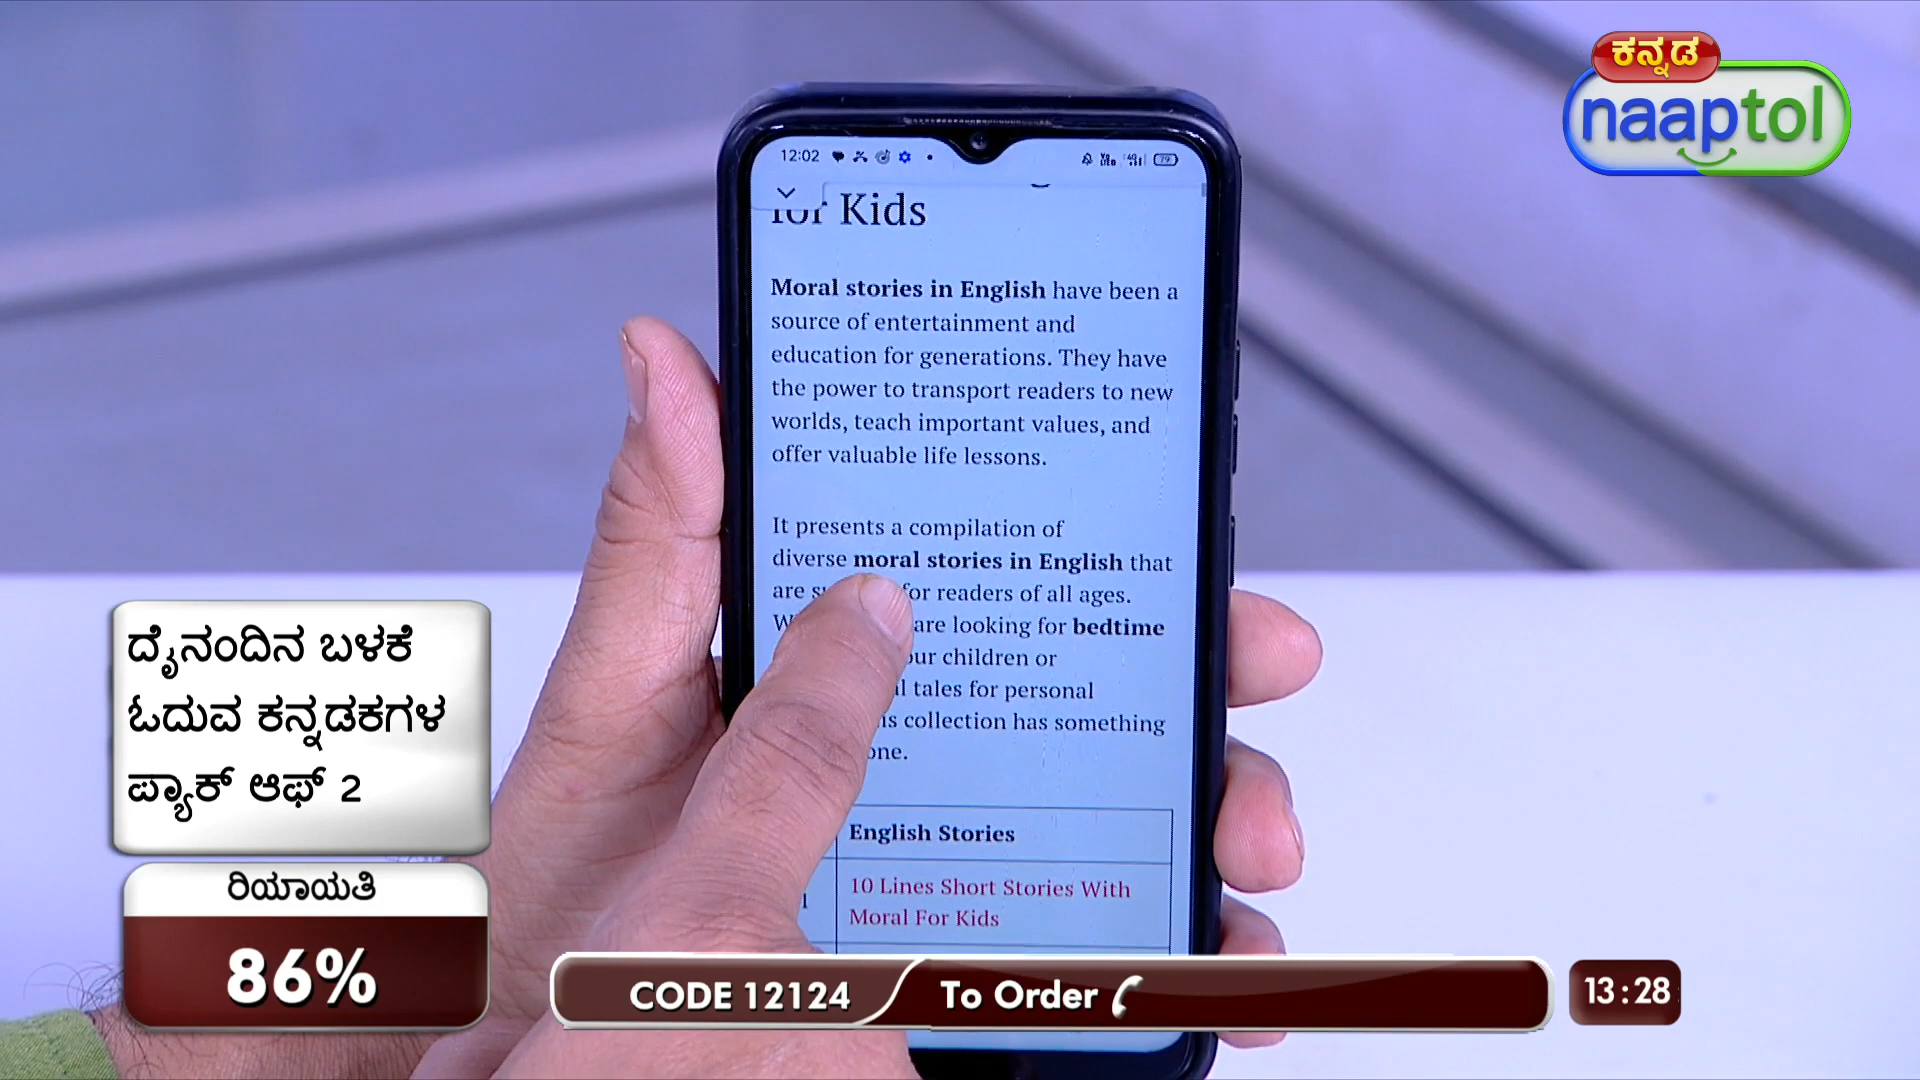 ಕನ್ನಡ
naaptol
12:02
79
for Kids
Moral stories in English have been a
source of entertainment and
education for generations. They have
the power to transport readers to new
worlds, teach important values, and
offer valuable life lessons.
It presents a compilation of
diverse moral stories in English that
are for readers of all ages.
are looking for bedtime
children or
tales for personal
collection has something
English Stories
1
10 Lines Short Stories With
Moral For Kids
ದೈನಂದಿನ ಬಳಕೆ
ಓದುವ ಕನ್ನಡಕಗಳ
ಪ್ಯಾಕ್ ಆಫ್ 2
ರಿಯಾಯತಿ
86%
CODE 12124 To Order
13:28